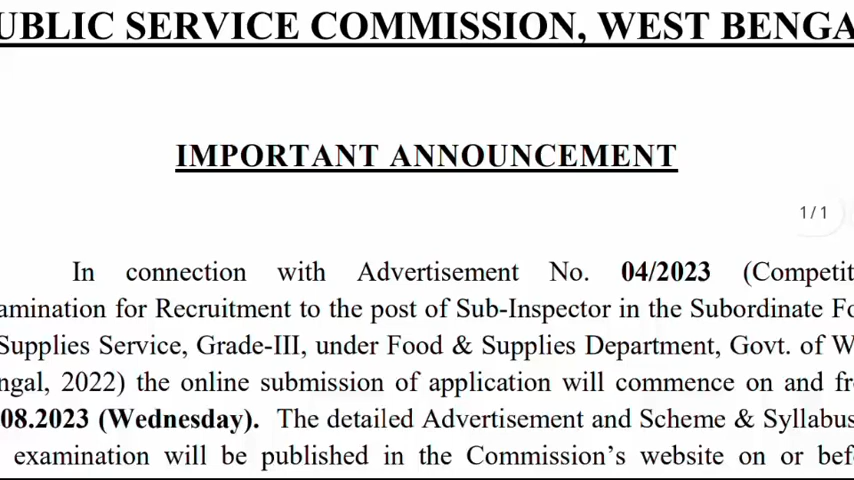 UBLIC SERVICE COMMISSION, WEST BENGA
IMPORTANT ANNOUNCEMENT
1/1
In connection with Advertisement No. 04/2023 (Competit
amination for Recruitment to the post of Sub-Inspector in the Subordinate Fo
Supplies Service, Grade-III, under Food & Supplies Department, Govt. of W
ngal, 2022) the online submission of application will commence on and fr
.08.2023 (Wednesday). The detailed Advertisement and Scheme & Syllabus
examination will be published in the Commission's website on or bef